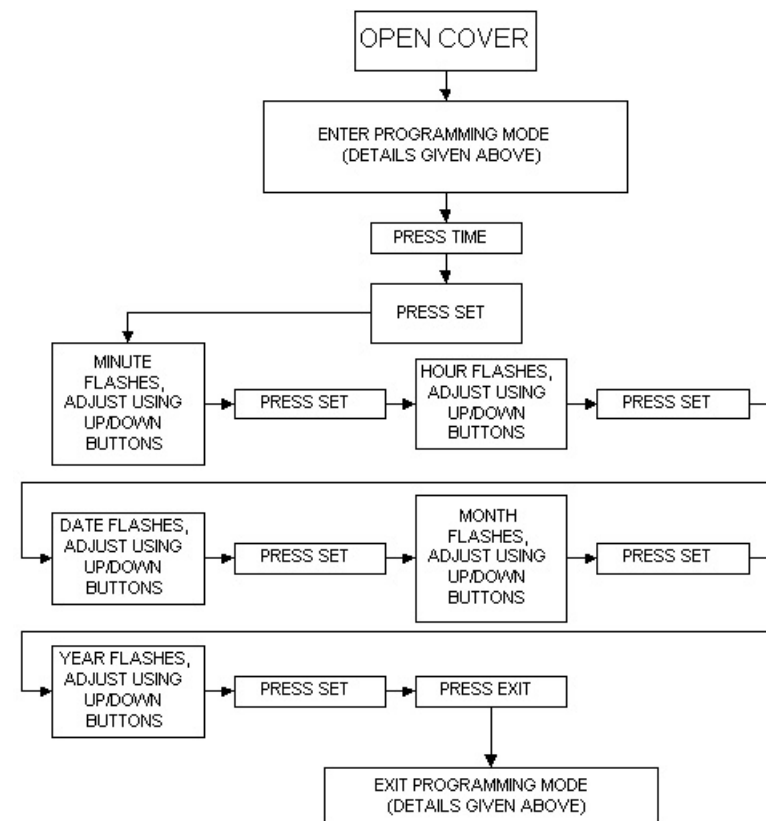 OPEN COVER
ENTER PROGRAMMING MODE
(DETAILS GIVEN ABOVE)
PRESS TIME
PRESS SET
MINUTE
FLASHES,
ADJUST USING
UP/DOWN
BUTTONS
PRESS SET
HOUR FLASHES,
ADJUST USING
UP/DOWN
BUTTONS
PRESS SET
DATE FLASHES,
ADJUST USING
UP/DOWN
BUTTONS
PRESS SET
MONTH
FLASHES,
ADJUST USING
UP/DOWN
BUTTONS
PRESS SET
YEAR FLASHES,
ADJUST USING
UP/DOWN
BUTTONS
PRESS SET
PRESS EXIT
EXIT PROGRAMMING MODE
(DETAILS GIVEN ABOVE)